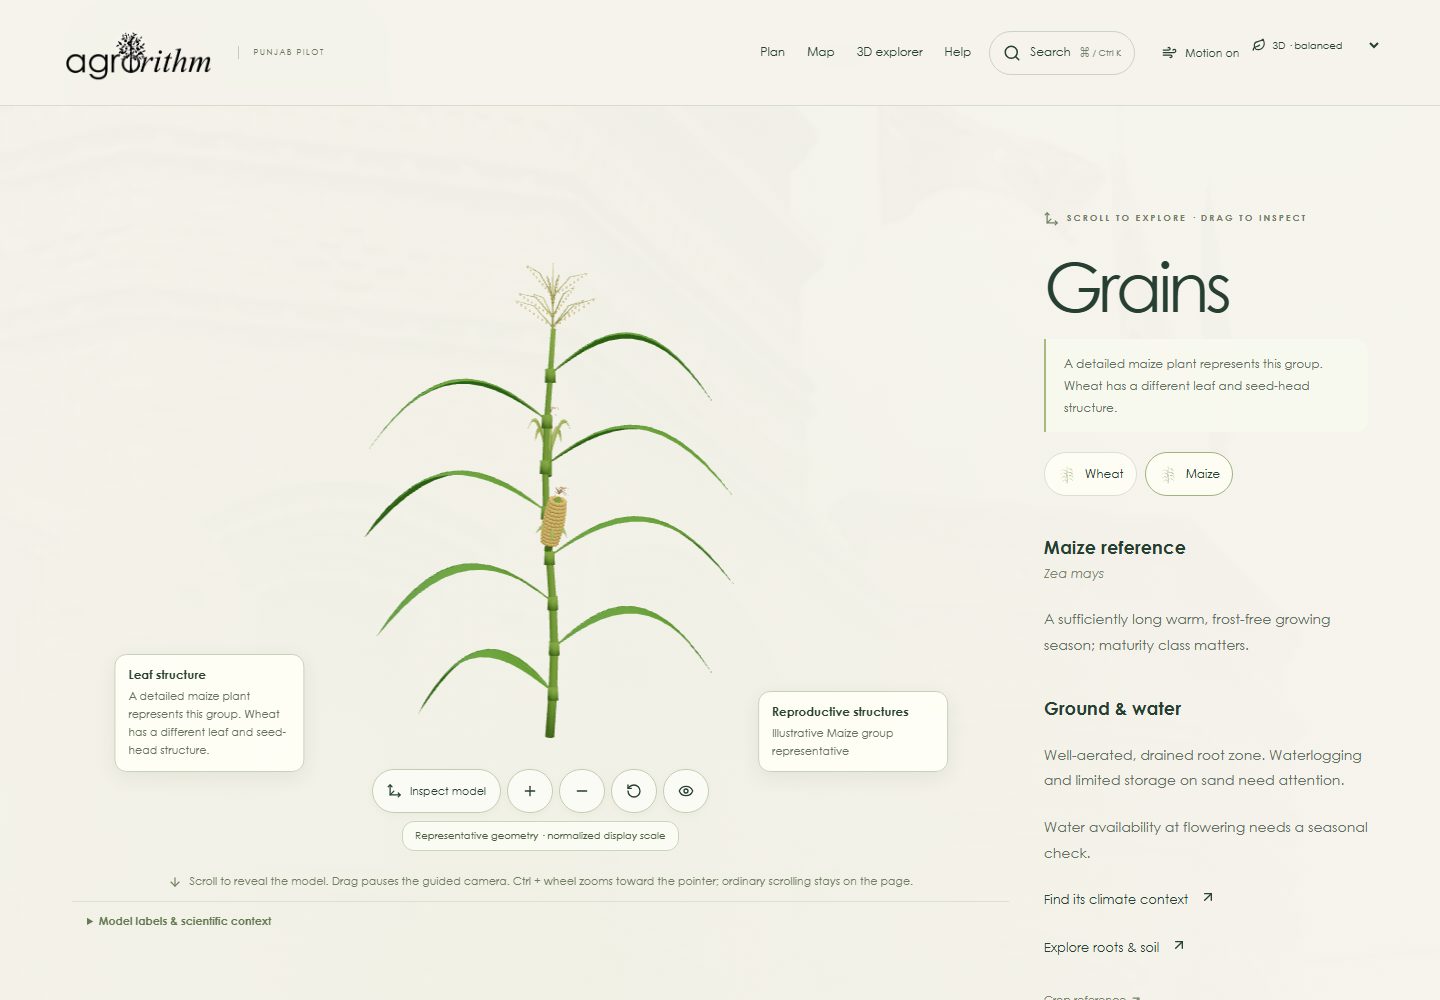 agrorithm
PUNJAB PILOT
Plan
Map
3D explorer
Help
Search ⌘ / Ctrl K
Motion on
3D · balanced
SCROLL TO EXPLORE · DRAG TO INSPECT
Grains
A detailed maize plant represents this group.
Wheat has a different leaf and seed-head
structure.
Wheat
Maize
Maize reference
Zea mays
A sufficiently long warm, frost-free growing
season; maturity class matters.
Ground & water
Well-aerated, drained root zone. Waterlogging
and limited storage on sand need attention.
Water availability at flowering needs a seasonal
check.
Find its climate context
Explore roots & soil
Crop reference
Leaf structure
A detailed maize plant
represents this group. Wheat
has a different leaf and seed-
head structure.
Reproductive structures
Illustrative Maize group
representative
Inspect model
Representative geometry · normalized display scale
Scroll to reveal the model. Drag pauses the guided camera. Ctrl + wheel zooms toward the pointer; ordinary scrolling stays on the page.
Model labels & scientific context